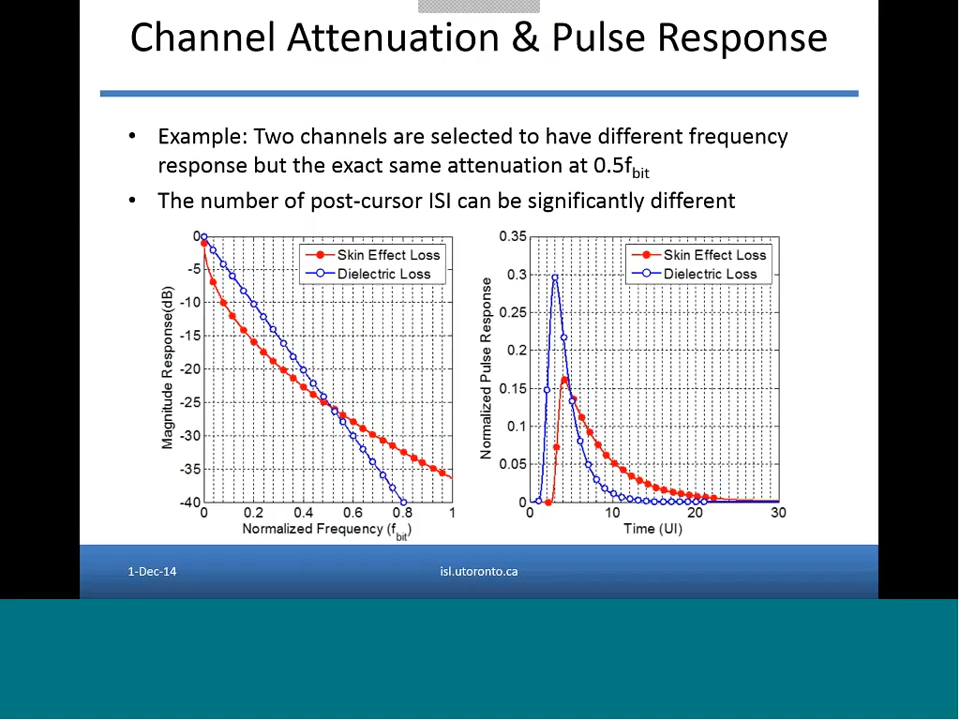 Channel Attenuation & Pulse Response
• Example: Two channels are selected to have different frequency
response but the exact same attenuation at 0.5fbit
• The number of post-cursor ISI can be significantly different
0
-5
-10
-15
-20
-25
-30
-35
-40
0 0.2 0.4 0.6 0.8 1
Magnitude Response(dB)
Normalized Frequency (fbit)
Skin Effect Loss
Dielectric Loss
0.35
0.3
0.25
0.2
0.15
0.1
0.05
0
0 10 20 30
Normalized Pulse Response
Time (UI)
Skin Effect Loss
Dielectric Loss
1-Dec-14
isl.utoronto.ca